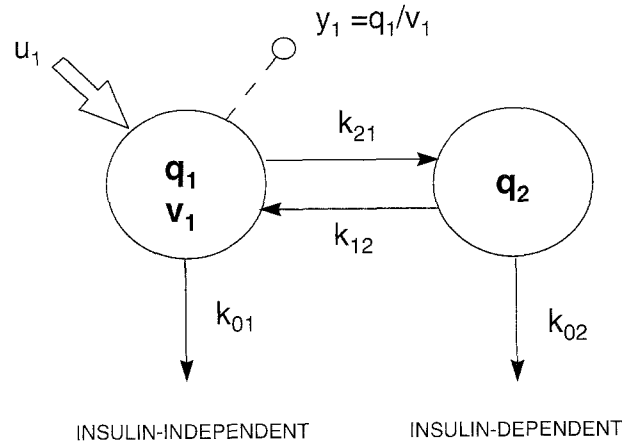 y₁ =q₁/v₁
u₁
k₂₁
q₁
v₁
q₂
k₁₂
k₀₁
k₀₂
INSULIN-INDEPENDENT
INSULIN-DEPENDENT